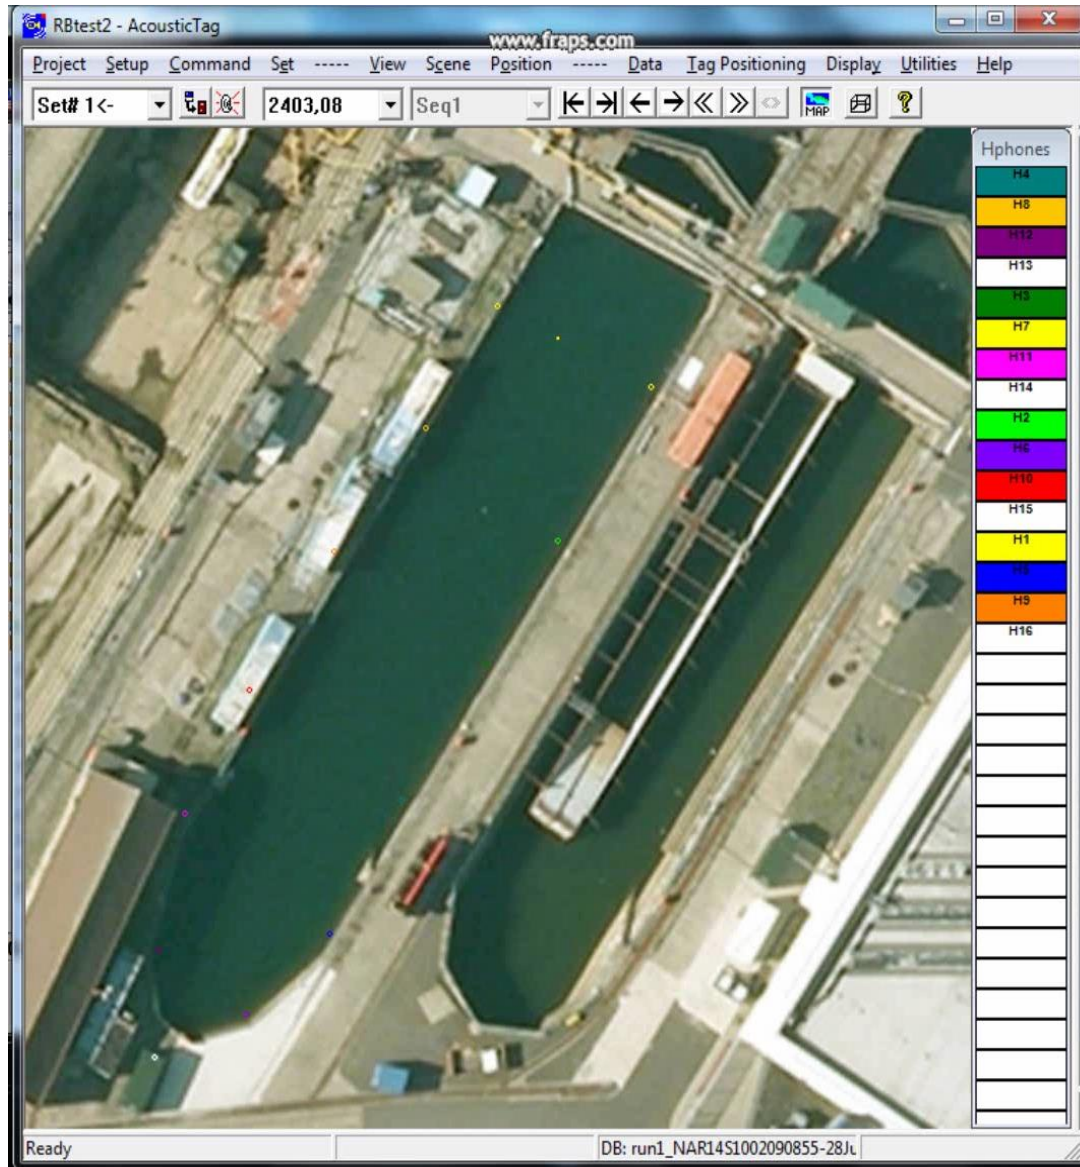 RBtest2 - AcousticTag
www.fraps.com
Project Setup Command Set ----- View Scene Position ----- Data Tag Positioning Display Utilities Help
Set# 1<- 2403,08 Seq1 MAP
Hphones
H4
H8
H12
H13
H3
H7
H11
H14
H2
H6
H10
H15
H1
H5
H9
H16
Ready DB: run1_NAR14S1002090855-28Ju